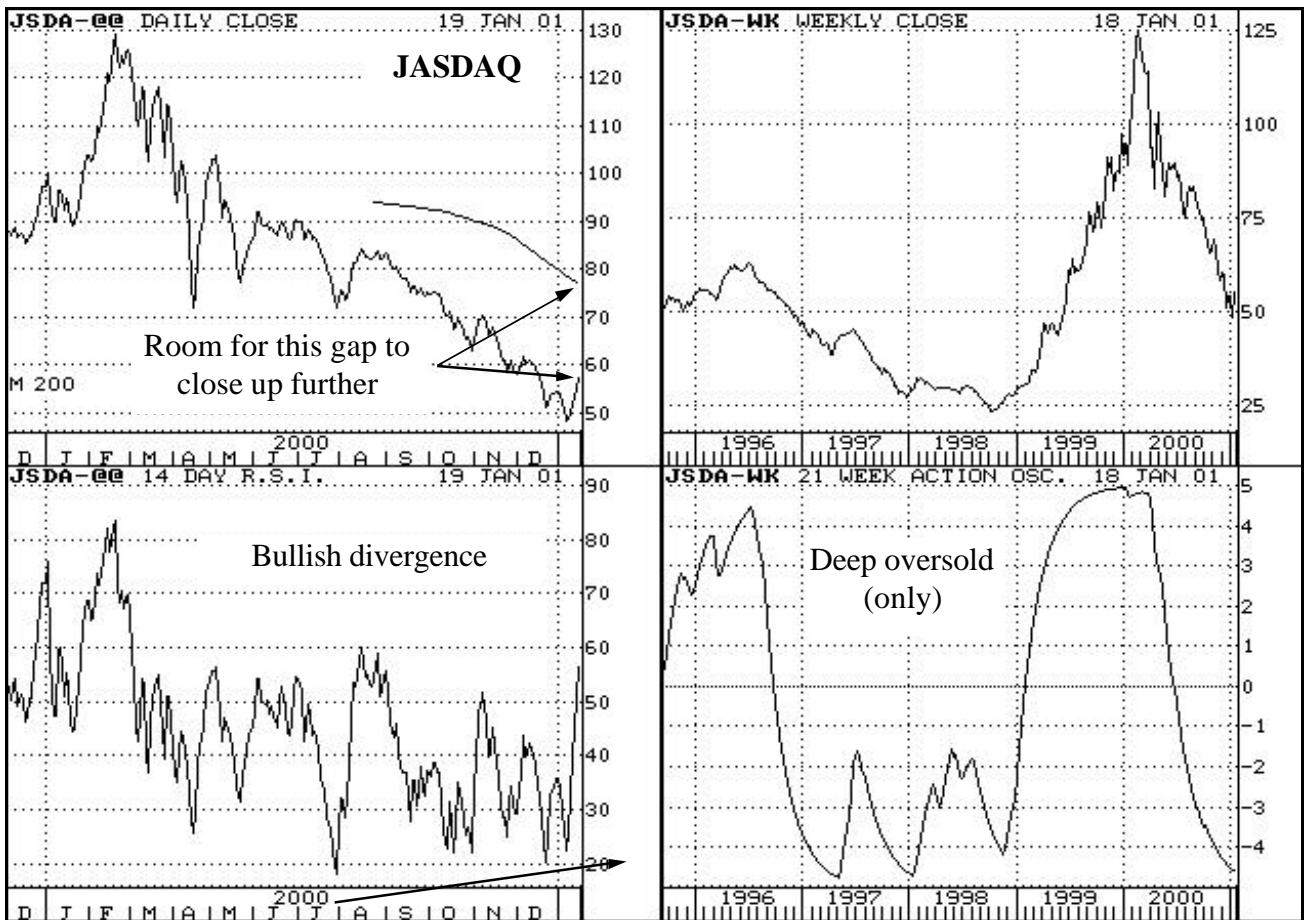 JSDA-@@ DAILY CLOSE 19 JAN 01
JASDAQ
130
120
110
100
90
80
70
60
50
Room for this gap to
close up further
M 200
2000
D J F M A M J J A S O N D
JSDA-WK WEEKLY CLOSE 18 JAN 01
125
100
75
50
25
1996 1997 1998 1999 2000
JSDA-@@ 14 DAY R.S.I. 19 JAN 01
Bullish divergence
90
80
70
60
50
40
30
20
2000
D J F M A M J J A S O N D
JSDA-WK 21 WEEK ACTION OSC. 18 JAN 01
Deep oversold
(only)
5
4
3
2
1
0
-1
-2
-3
-4
1996 1997 1998 1999 2000